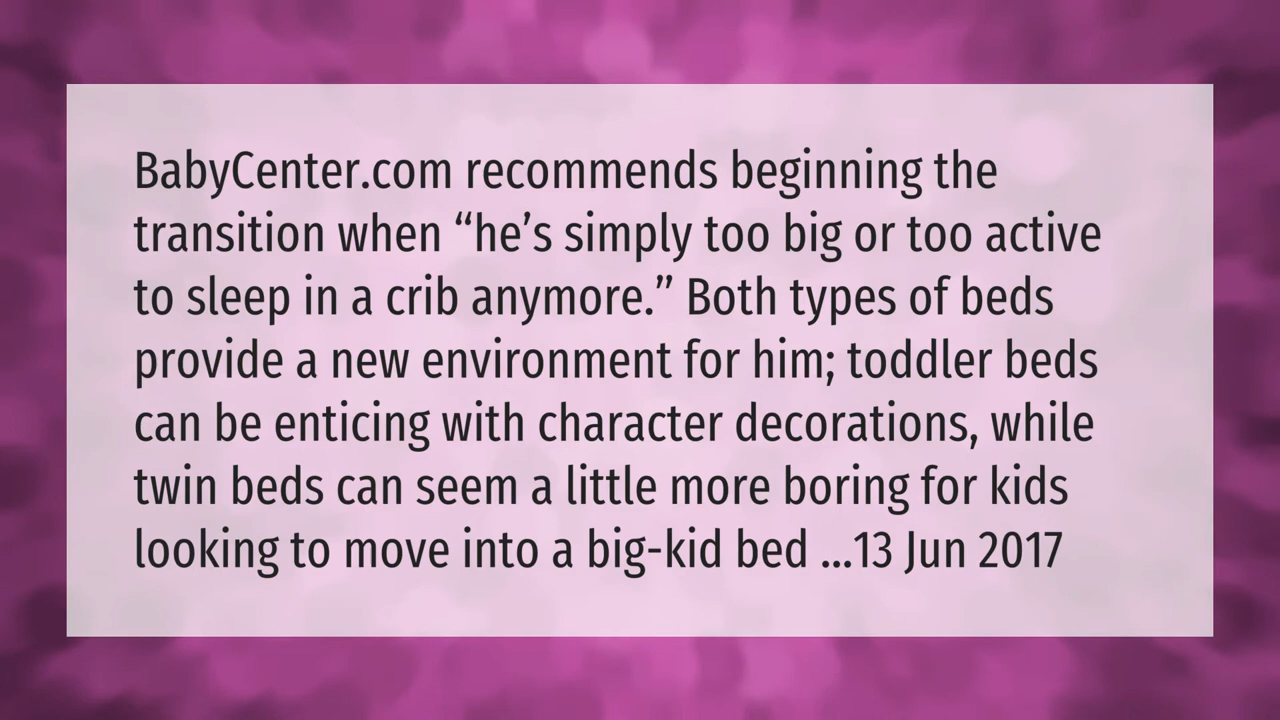 BabyCenter.com recommends beginning the
transition when “he’s simply too big or too active
to sleep in a crib anymore.” Both types of beds
provide a new environment for him; toddler beds
can be enticing with character decorations, while
twin beds can seem a little more boring for kids
looking to move into a big-kid bed ...13 Jun 2017